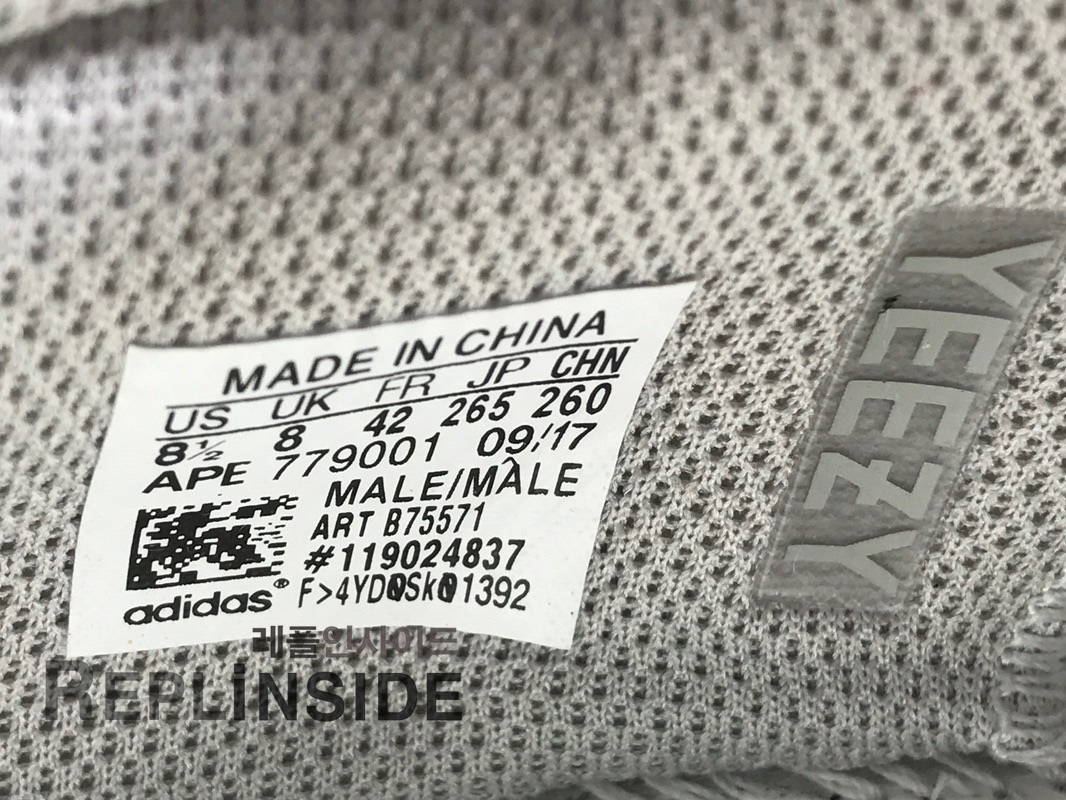 MADE IN CHINA
US UK FR JP CHN
8½ 8 42 265 260
APE 779001 09/17
MALE/MÀLE
ART B75571
#119024837
adidas® F>4YD0Sk01392
YEEZY
레플인사이드
REPLINSIDE